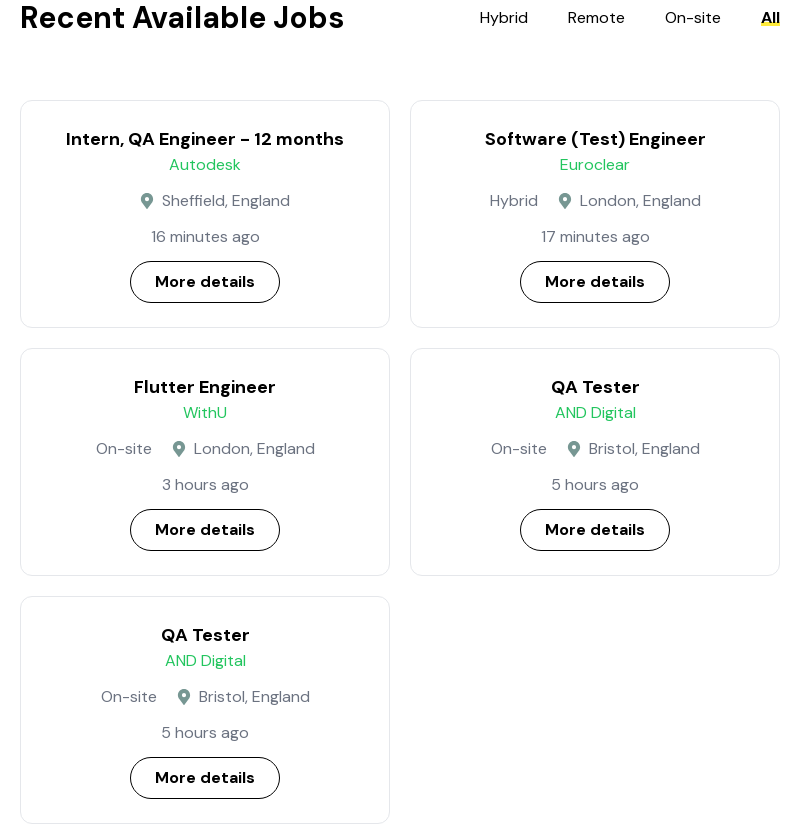 Recent Available Jobs
Hybrid Remote On-site All
Intern, QA Engineer - 12 months
Autodesk
Sheffield, England
16 minutes ago
More details
Software (Test) Engineer
Euroclear
Hybrid London, England
17 minutes ago
More details
Flutter Engineer
WithU
On-site London, England
3 hours ago
More details
QA Tester
AND Digital
On-site Bristol, England
5 hours ago
More details
QA Tester
AND Digital
On-site Bristol, England
5 hours ago
More details